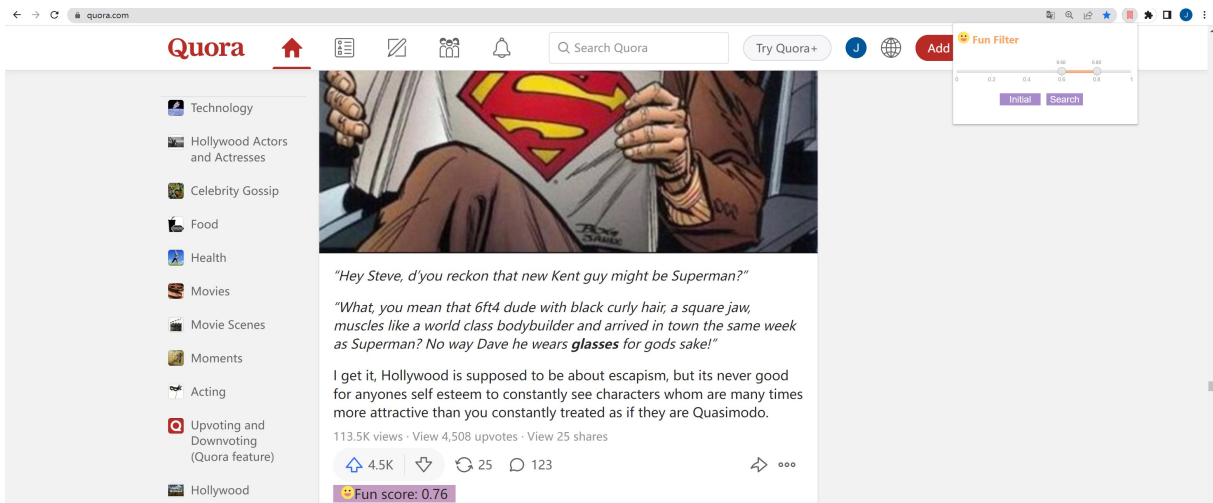 quora.com
Quora
Search Quora
Try Quora+
J
Add
J
Fun Filter
0.60 0.80
0 0.2 0.4 0.6 0.8 1
Initial Search
Technology
Hollywood Actors
and Actresses
Celebrity Gossip
Food
Health
Movies
Movie Scenes
Moments
Acting
Upvoting and
Downvoting
(Quora feature)
Hollywood
“Hey Steve, d’you reckon that new Kent guy might be Superman?”
“What, you mean that 6ft4 dude with black curly hair, a square jaw,
muscles like a world class bodybuilder and arrived in town the same week
as Superman? No way Dave he wears glasses for gods sake!”
I get it, Hollywood is supposed to be about escapism, but its never good
for anyones self esteem to constantly see characters whom are many times
more attractive than you constantly treated as if they are Quasimodo.
113.5K views · View 4,508 upvotes · View 25 shares
4.5K 25 123
Fun score: 0.76